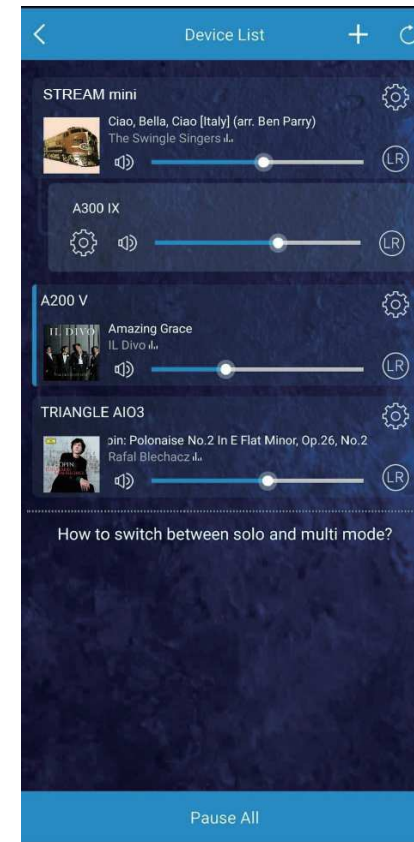 Device List
STREAM mini
Ciao, Bella, Ciao [Italy] (arr. Ben Parry)
The Swingle Singers
LR
A300 IX
LR
A200 V
IL DIVO
Amazing Grace
IL Divo
LR
TRIANGLE AIO3
pin: Polonaise No.2 In E Flat Minor, Op.26, No.2
Rafal Blechacz
LR
How to switch between solo and multi mode?
Pause All